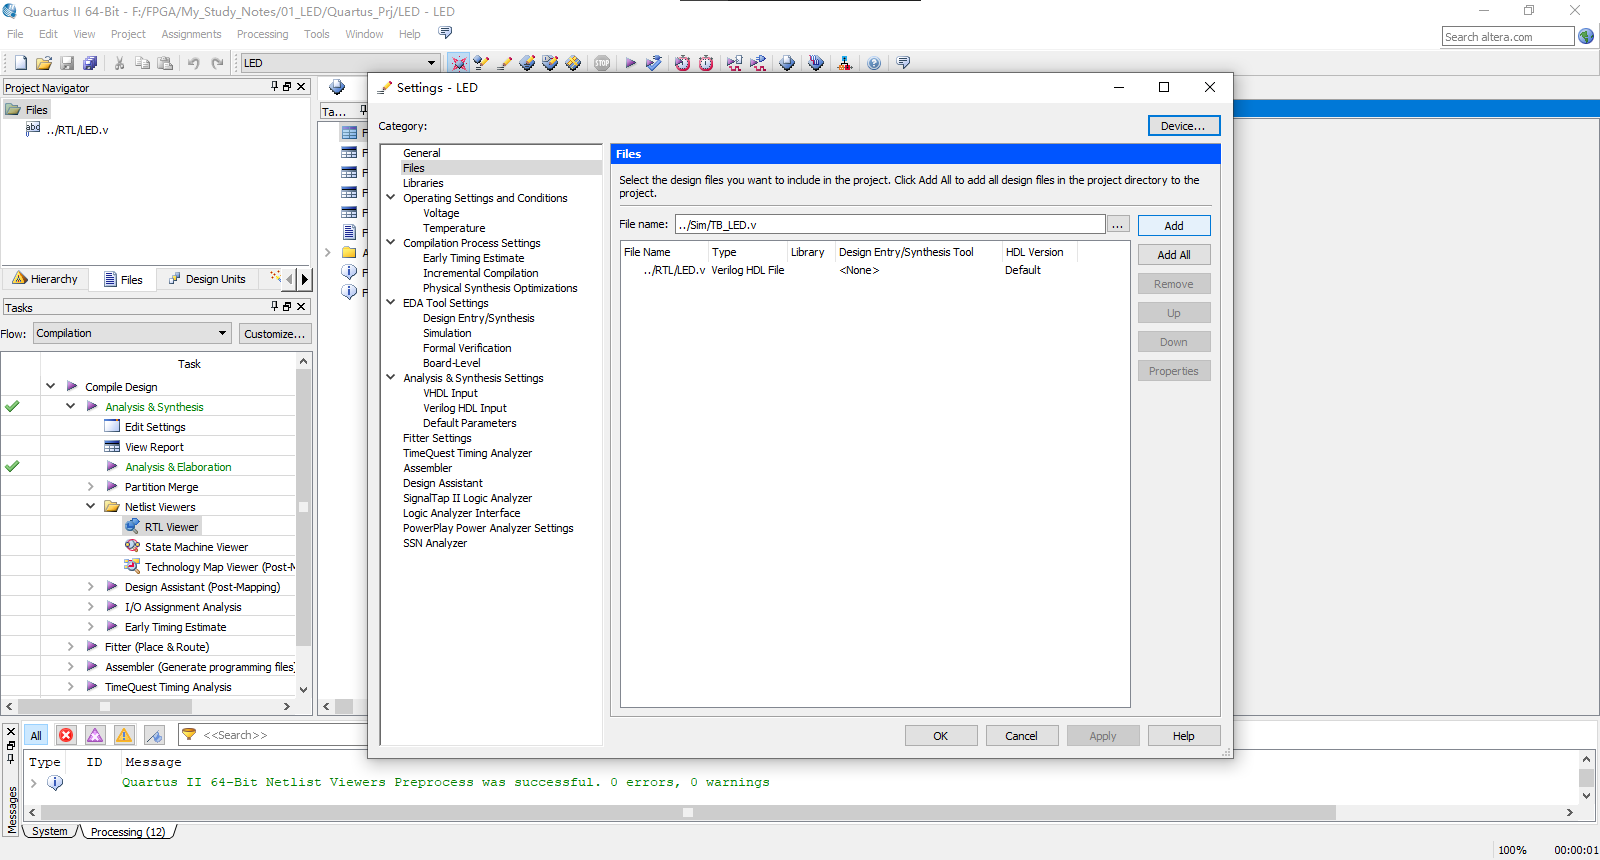 Quartus II 64-Bit - F:/FPGA/My_Study_Notes/01_LED/Quartus_Prj/LED - LED
File Edit View Project Assignments Processing Tools Window Help
Search altera.com
LED
Project Navigator
Files
abc ../RTL/LED.v
Hierarchy Files Design Units
Tasks
Flow: Compilation Customize...
Task
Compile Design
Analysis & Synthesis
Edit Settings
View Report
Analysis & Elaboration
Partition Merge
Netlist Viewers
RTL Viewer
State Machine Viewer
Technology Map Viewer (Post-M
Design Assistant (Post-Mapping)
I/O Assignment Analysis
Early Timing Estimate
Fitter (Place & Route)
Assembler (Generate programming files)
TimeQuest Timing Analysis
Ta...
Settings - LED
Category:
Device...
General
Files
Libraries
Operating Settings and Conditions
Voltage
Temperature
Compilation Process Settings
Early Timing Estimate
Incremental Compilation
Physical Synthesis Optimizations
EDA Tool Settings
Design Entry/Synthesis
Simulation
Formal Verification
Board-Level
Analysis & Synthesis Settings
VHDL Input
Verilog HDL Input
Default Parameters
Fitter Settings
TimeQuest Timing Analyzer
Assembler
Design Assistant
SignalTap II Logic Analyzer
Logic Analyzer Interface
PowerPlay Power Analyzer Settings
SSN Analyzer
Files
Select the design files you want to include in the project. Click Add All to add all design files in the project directory to the
project.
File name: ../Sim/TB_LED.v ... Add
File Name Type Library Design Entry/Synthesis Tool HDL Version
../RTL/LED.v Verilog HDL File <None> Default
Add All
Remove
Up
Down
Properties
OK Cancel Apply Help
All <<Search>>
Type ID Message
Quartus II 64-Bit Netlist Viewers Preprocess was successful. 0 errors, 0 warnings
Messages
System Processing (12)
100% 00:00:01